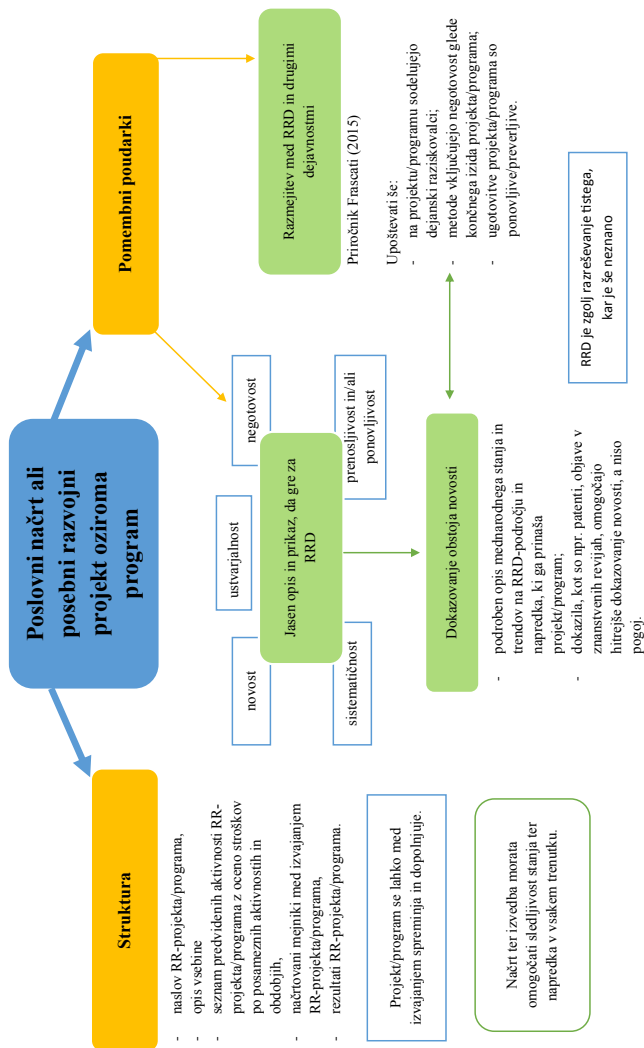 Poslovni načrt ali
posebni razvojni
projekt oziroma
program
Struktura
- naslov RR-projekta/programa,
- opis vsebine
- seznam predvidenih aktivnosti RR-
projekta/programa z oceno stroškov
po posameznih aktivnostih in
obdobjih,
- načrtovani mejniki med izvajanjem
RR-projekta/programa,
- rezultati RR-projekta/programa.
Projekt/program se lahko med
izvajanjem spreminja in dopolnjuje.
Načrt ter izvedba morata
omogočati sledljivost stanja ter
napredka v vsakem trenutku.
Pomembni poudarki
novost
ustvarjalnost
negotovost
Jasen opis in prikaz, da gre za
RRD
sistematičnost
prenosljivost in/ali
ponovljivost
Dokazovanje obstoja novosti
- podroben opis mednarodnega stanja in
trendov na RRD-področju in
napredka, ki ga prinaša
projekt/program;
- dokazila, kot so npr. patenti, objave v
znanstvenih revijah, omogočajo
hitrejše dokazovanje novosti, a niso
pogoj.
Razmejitev med RRD in drugimi
dejavnostmi
Priročnik Frascati (2015)
Upoštevati še:
- na projektu/programu sodelujejo
dejanski raziskovalci;
- metode vključujejo negotovost glede
končnega izida projekta/programa;
- ugotovitve projekta/programa so
ponovljive/preverljive.
RRD je zgolj razreševanje tistega,
kar je še neznano